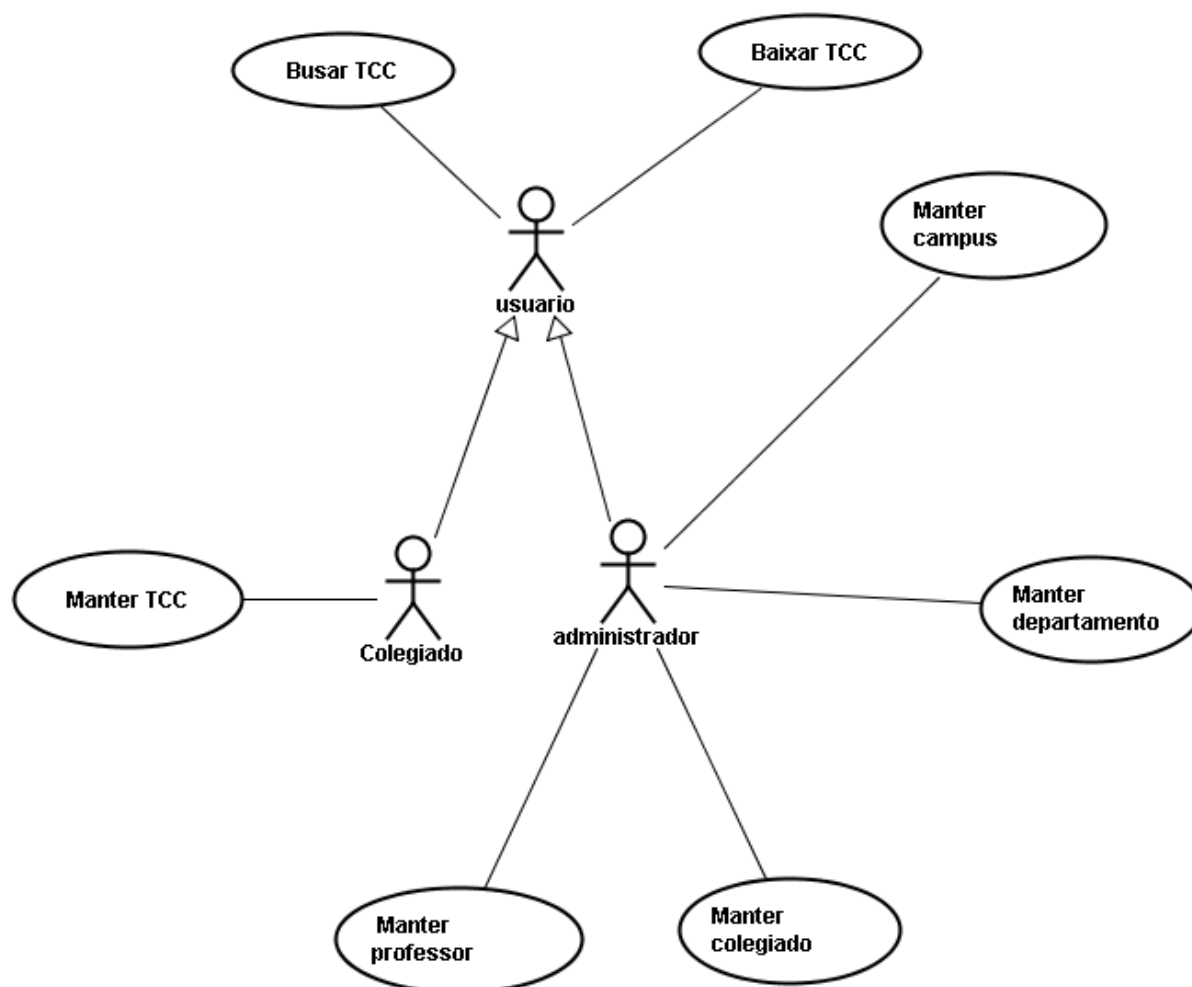 Busar TCC
Baixar TCC
Manter
campus
usuario
Manter TCC
Colegiado
administrador
Manter
departamento
Manter
professor
Manter
colegiado